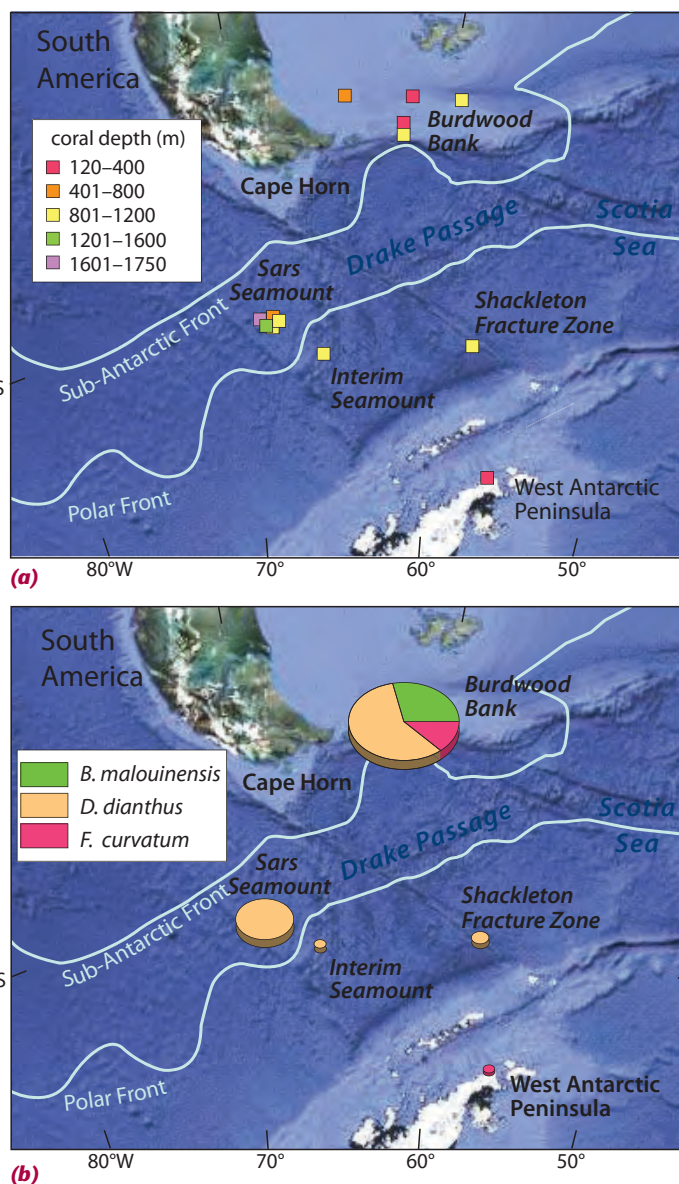 South
America
coral depth (m)
120–400
401–800
801–1200
1201–1600
1601–1750
Burdwood
Bank
Cape Horn
Drake Passage
Scotia
Sea
Sars
Seamount
Sub-Antarctic Front
Shackleton
Fracture Zone
Interim
Seamount
S
Polar Front
West Antarctic
Peninsula
80°W
70°
60°
50°
(a)
South
America
Burdwood
Bank
B. malouinensis
D. dianthus
F. curvatum
Cape Horn
Drake Passage
Scotia
Sea
Sars
Seamount
Sub-Antarctic Front
Shackleton
Fracture Zone
Interim
Seamount
S
Polar Front
West Antarctic
Peninsula
80°W
70°
60°
50°
(b)